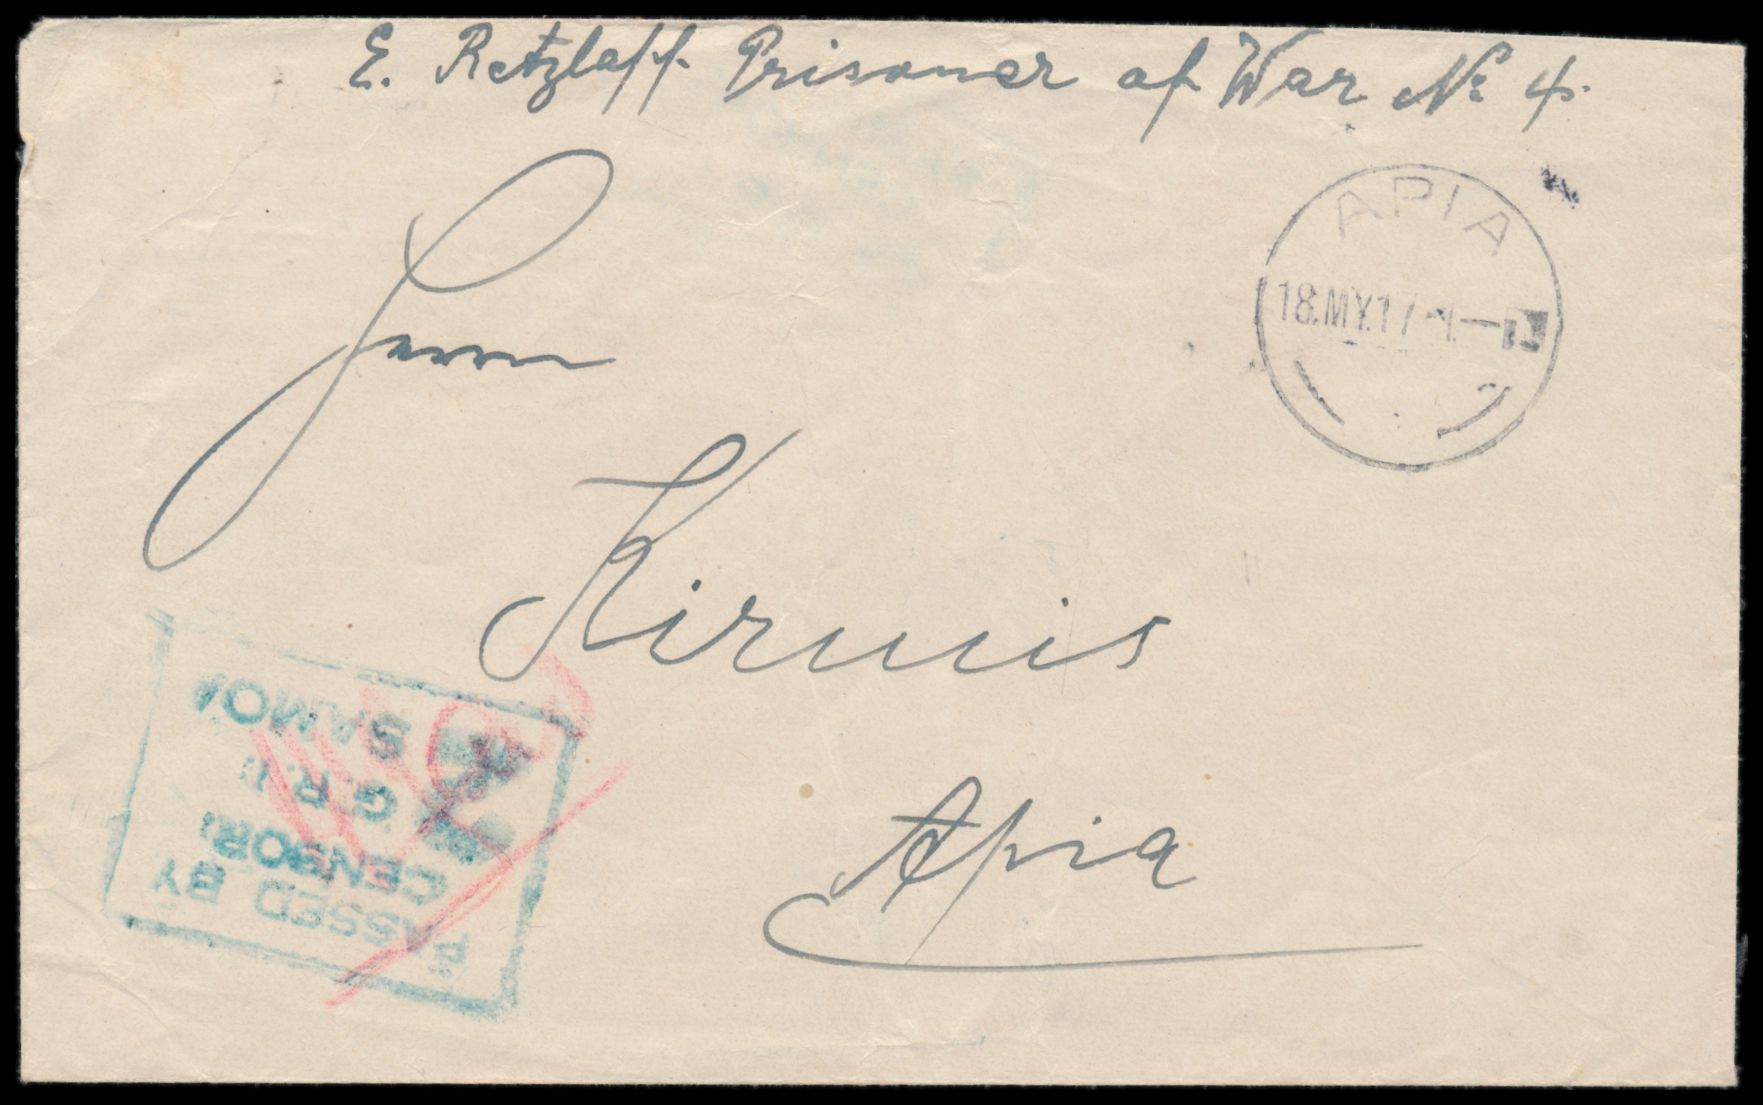 E. Retzlaff Prisoner of War No 4.
APIA
18.MY.17
Herrn
Kirmis
Apia
PASSED BY
CENSOR
G.R.
SAMOA